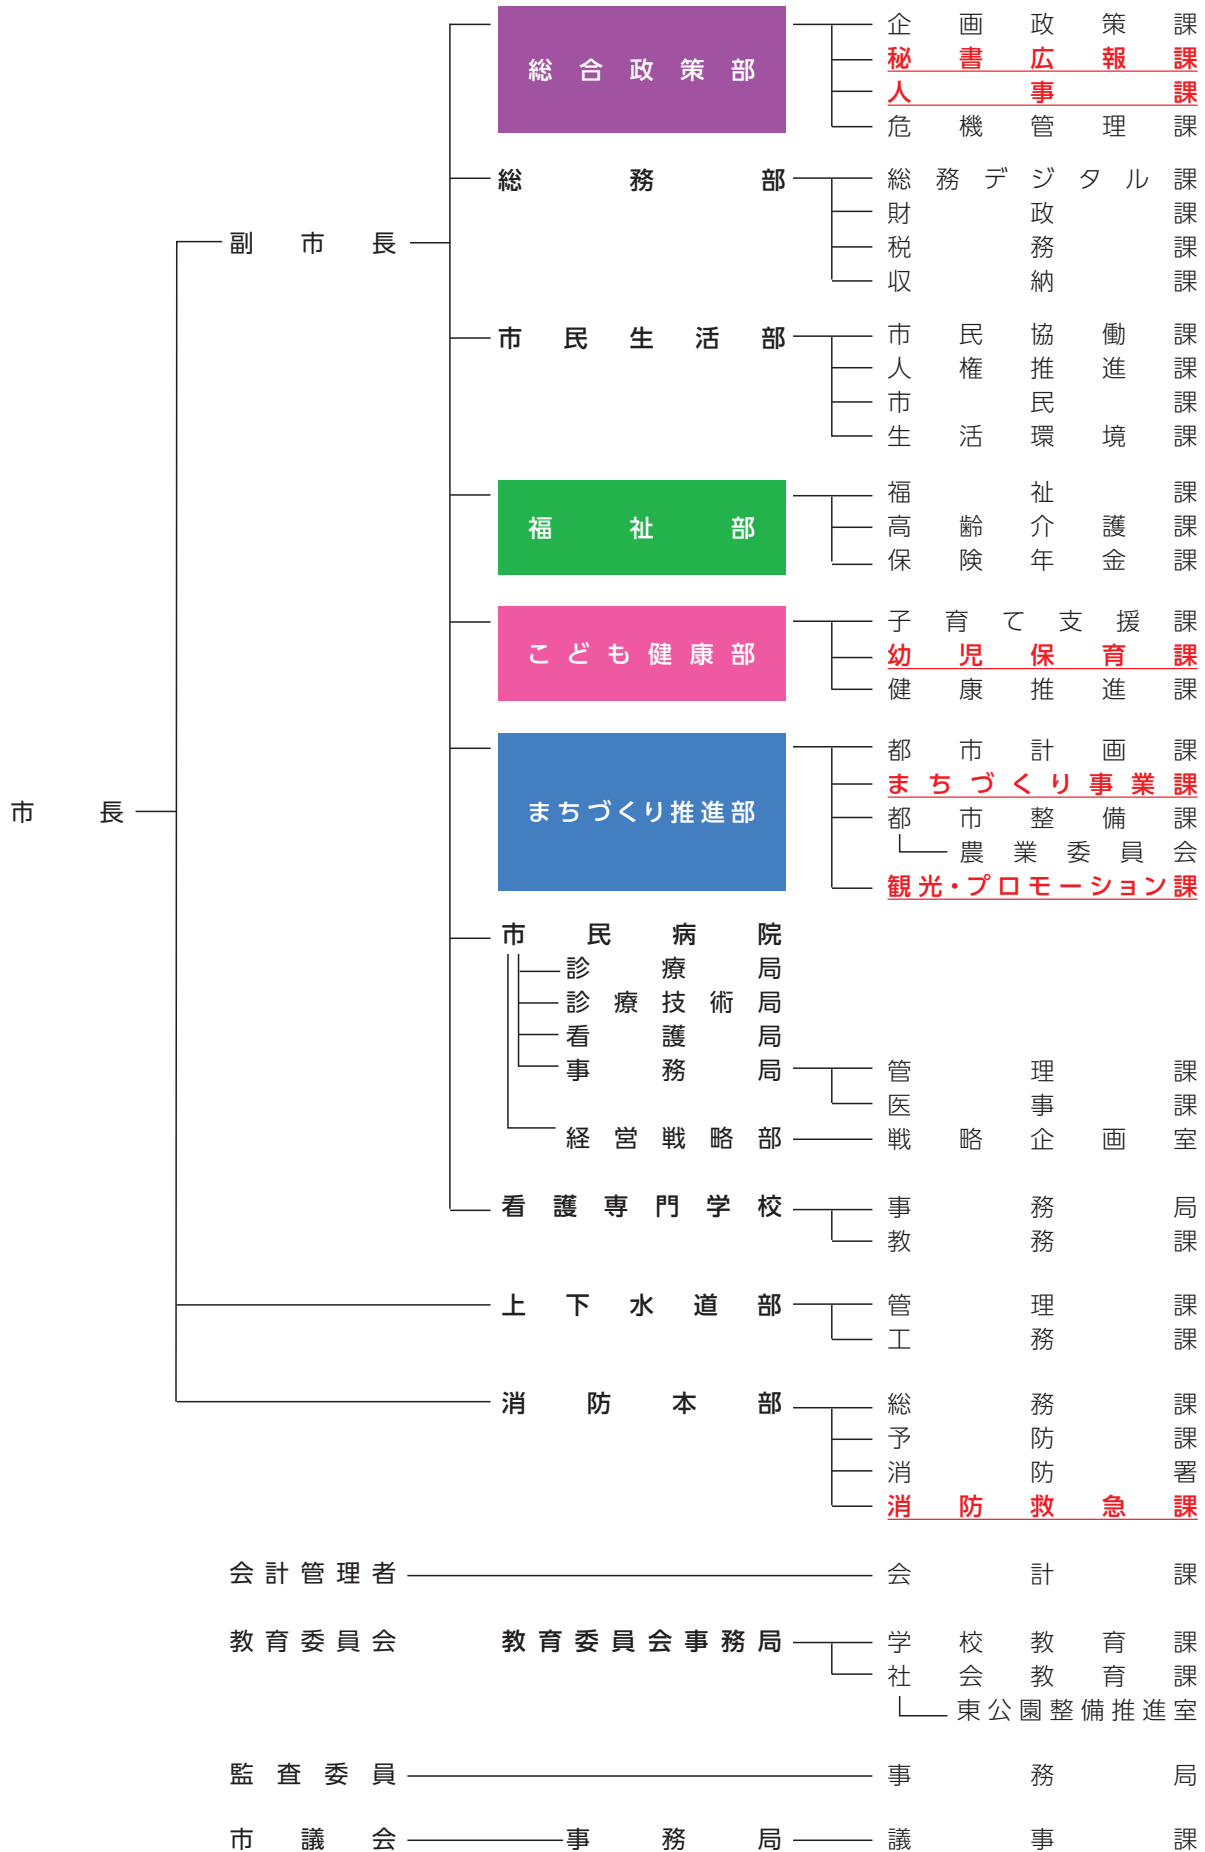 総合政策部
企画政策課
秘書広報課
人事課
危機管理課
総務部
総務デジタル課
財政課
税務課
収納課
副市長
市民生活部
市民協働課
人権推進課
市民課
生活環境課
福祉部
福祉課
高齢介護課
保険年金課
こども健康部
子育て支援課
幼児保育課
健康推進課
市長
まちづくり推進部
都市計画課
まちづくり事業課
都市整備課
農業委員会
観光・プロモーション課
市民病院
診療局
診療技術局
看護局
事務局
管理課
医事課
経営戦略部
戦略企画室
看護専門学校
事務局
教務課
上下水道部
管理課
工務課
消防本部
総務課
予防課
消防署
消防救急課
会計管理者
会計課
教育委員会
教育委員会事務局
学校教育課
社会教育課
東公園整備推進室
監査委員
事務局
市議会
事務局
議事課